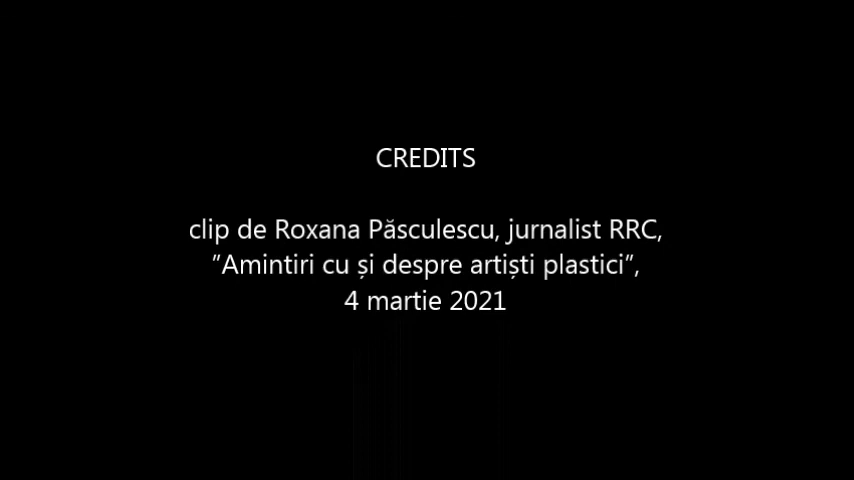 CREDITS
clip de Roxana Păsculescu, jurnalist RRC,
”Amintiri cu și despre artiști plastici”,
4 martie 2021